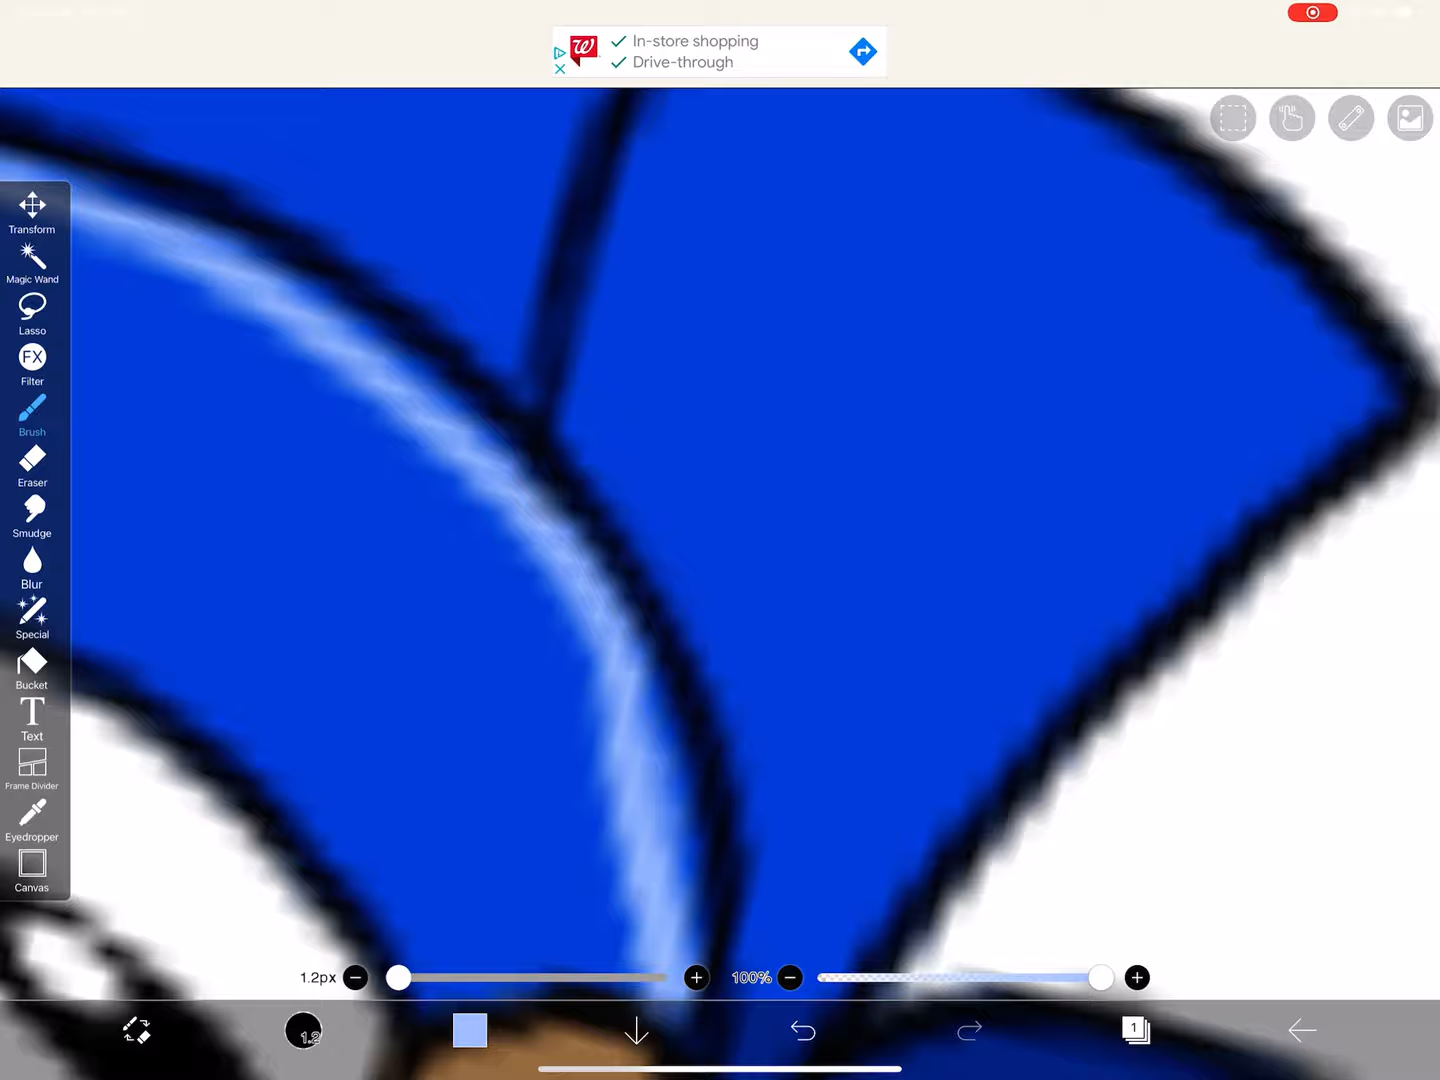 In-store shopping
Drive-through
W
Transform
Magic Wand
Lasso
FX
Filter
Brush
Eraser
Smudge
Blur
Special
Bucket
T
Text
Frame Divider
Eyedropper
Canvas
1.2px
100%
1.2
1